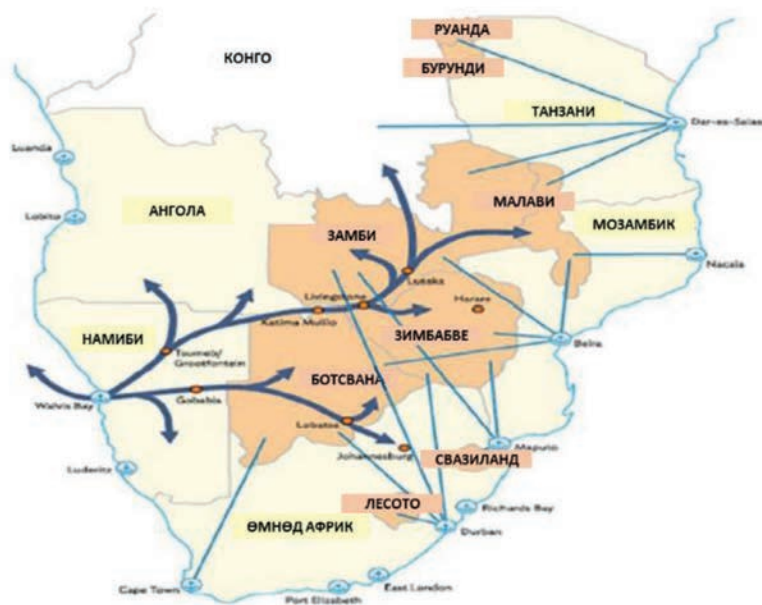 РУАНДА
КОНГО
БУРУНДИ
ТАНЗАНИ
Dar-es-Salaa
Luanda
МАЛАВИ
АНГОЛА
МОЗАМБИК
Lobito
ЗАМБИ
Lusaka
Nacala
Livingstone
Harare
Katima Mulilo
НАМИБИ
ЗИМБАБВЕ
Beira
Tsumeb/
Grootfontein
БОТСВАНА
Walvis Bay
Gobabis
Lobatse
Maputo
Johannesburg
СВАЗИЛАНД
Luderitz
ЛЕСОТО
Richards Bay
ӨМНӨД АФРИК
Durban
Cape Town
East London
Port Elizabeth